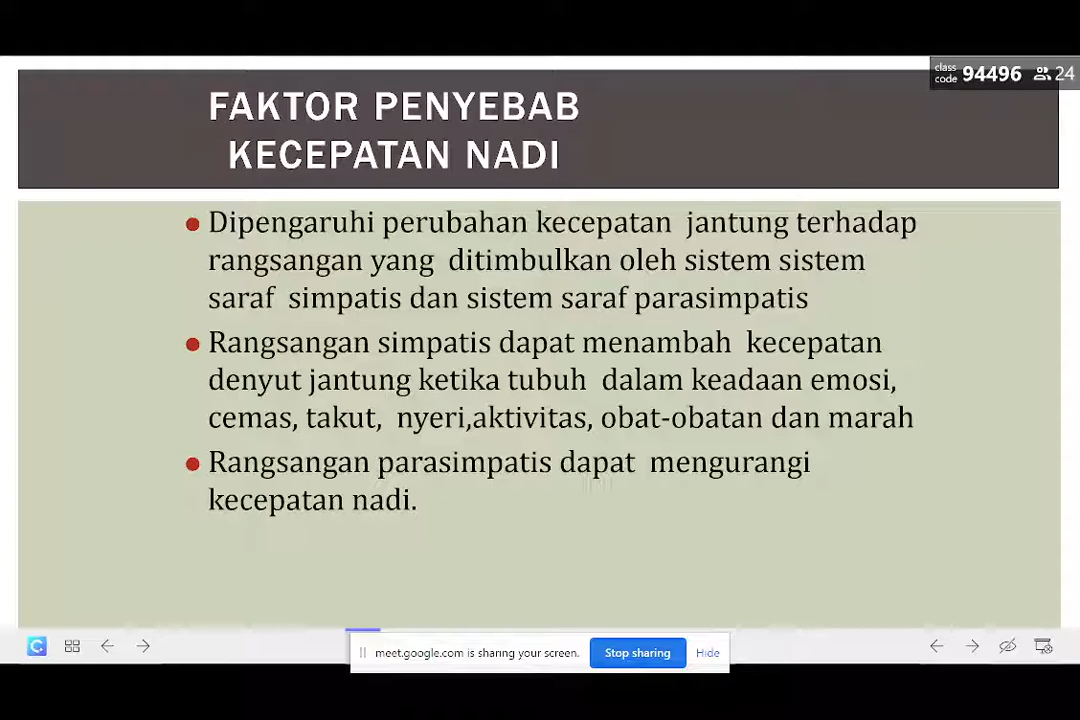 class code 94496 24
FAKTOR PENYEBAB
KECEPATAN NADI
Dipengaruhi perubahan kecepatan jantung terhadap
rangsangan yang ditimbulkan oleh sistem sistem
saraf simpatis dan sistem saraf parasimpatis
Rangsangan simpatis dapat menambah kecepatan
denyut jantung ketika tubuh dalam keadaan emosi,
cemas, takut, nyeri,aktivitas, obat-obatan dan marah
Rangsangan parasimpatis dapat mengurangi
kecepatan nadi.
meet.google.com is sharing your screen. Stop sharing Hide